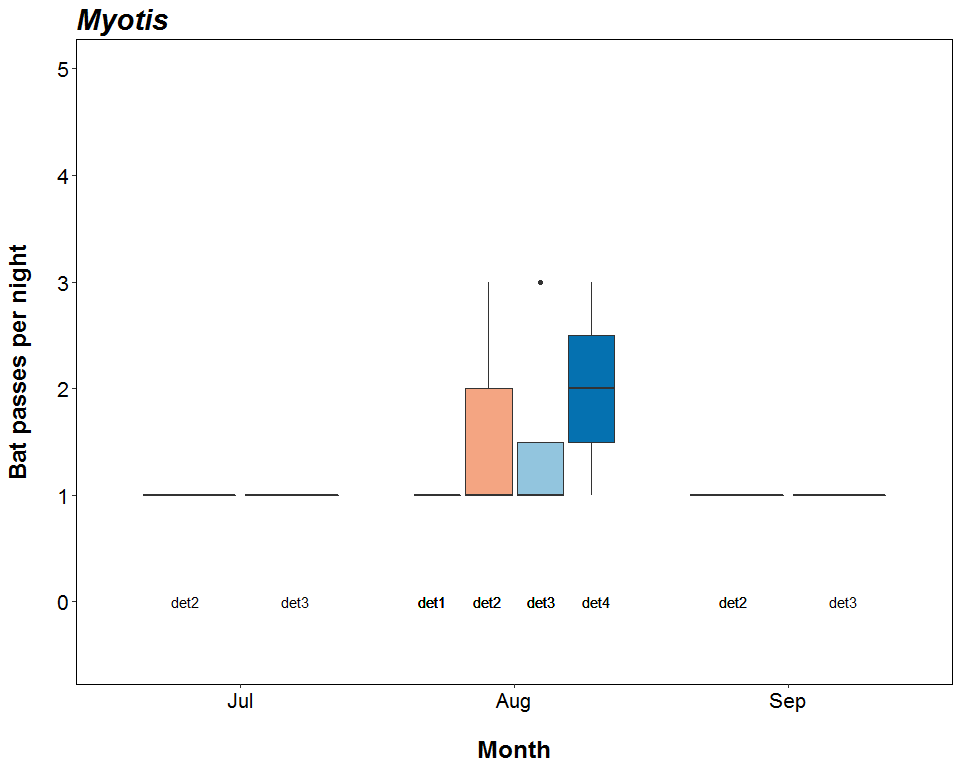 Myotis
Bat passes per night
5
4
3
2
1
0
det2 det3 det1 det2 det3 det4 det2 det3
Jul Aug Sep
Month